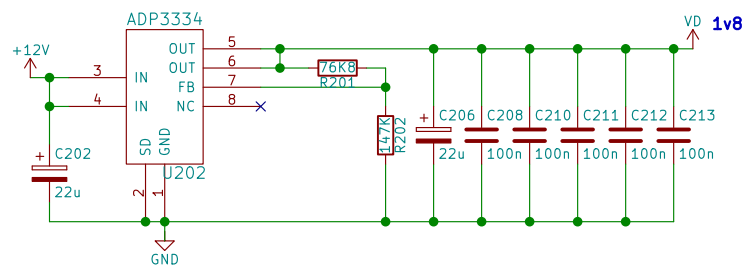 ADP3334
VD
1v8
+12V
OUT
5
OUT
6
76K8
R201
3
IN
FB
7
4
IN
NC
8
C206
C208
C210
C211
C212
C213
147K
R202
C202
SD
GND
22u
100n
100n
100n
100n
100n
U202
22u
2
1
GND